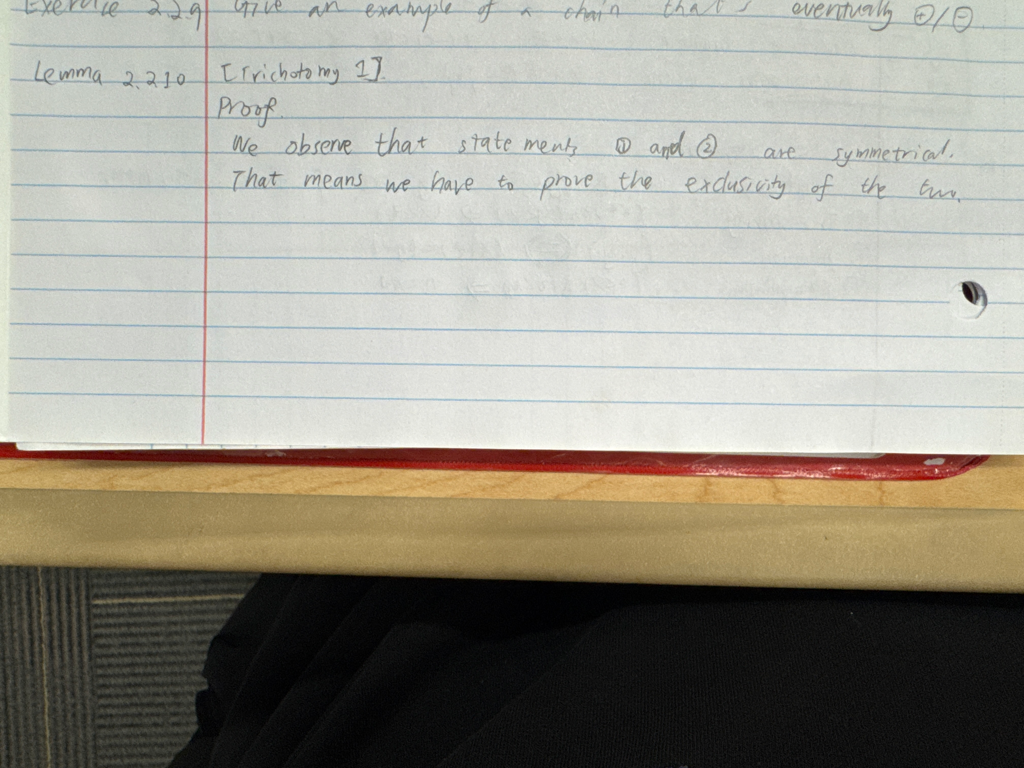 Exercise 2.2.9 Give an example of a chain that's eventually ⊕/⊖
Lemma 2.2.10 [Trichotomy 1].
Proof.
We observe that statements ① and ② are symmetrical.
That means we have to prove the exclusivity of the two.